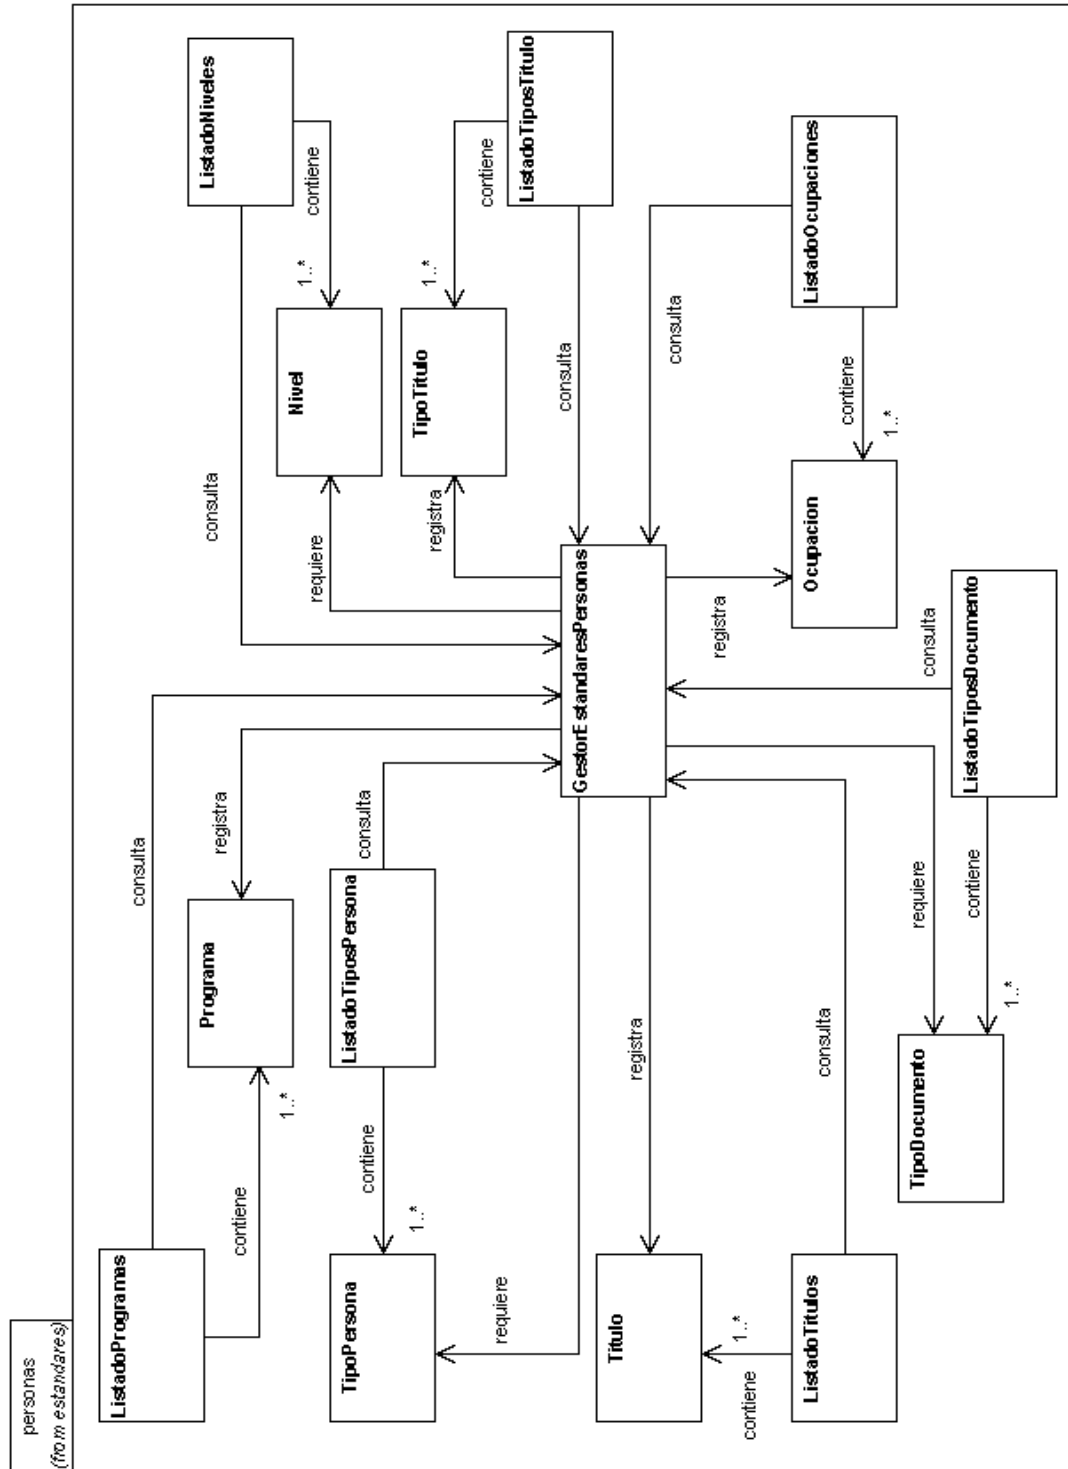 personas
(from estandares)
ListadoProgramas
consulta
Programa
ListadoNiveles
consulta
registra
contiene
1..*
Nivel
1..*
contiene
requiere
TipoPersona
ListadoTiposPersona
contiene
consulta
1..*
TipoTitulo
1..*
registra
contiene
requiere
ListadoTiposTitulo
consulta
GestorEstandaresPersonas
Titulo
registra
consulta
registra
1..*
contiene
ListadoTitulos
Ocupacion
ListadoOcupaciones
consulta
contiene
1..*
TipoDocumento
requiere
consulta
ListadoTiposDocumento
contiene
1..*